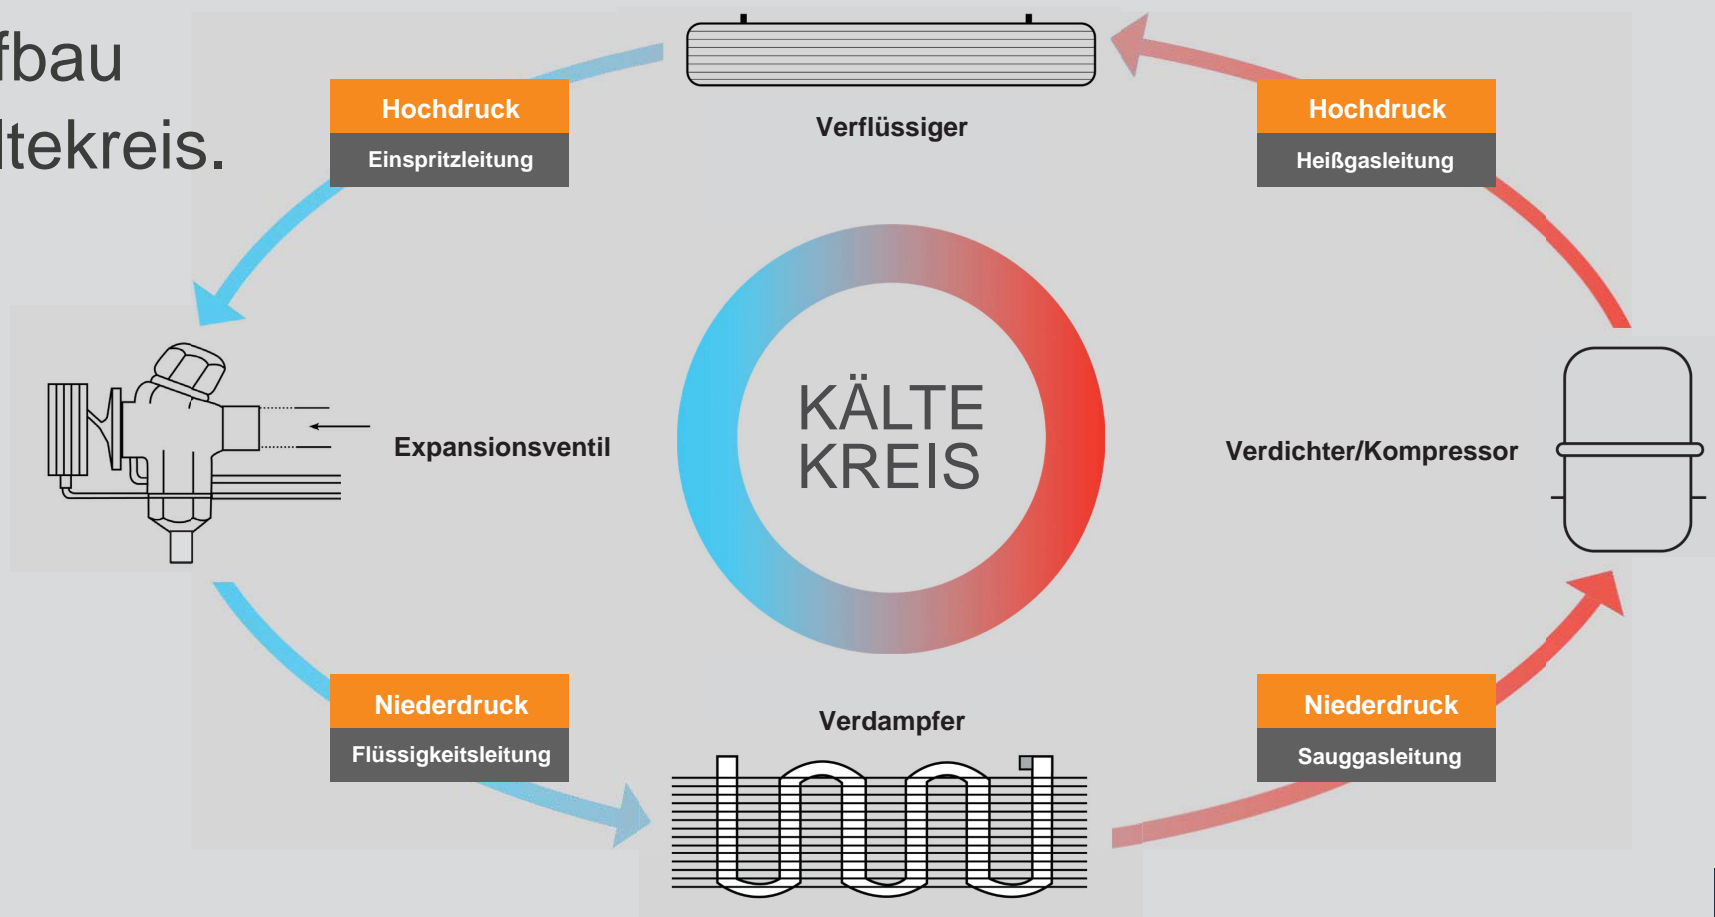 fbau
ltekreis.
Hochdruck
Einspritzleitung
Verflüssiger
Hochdruck
Heißgasleitung
Expansionsventil
KÄLTE
KREIS
Verdichter/Kompressor
Niederdruck
Flüssigkeitsleitung
Verdampfer
Niederdruck
Sauggasleitung